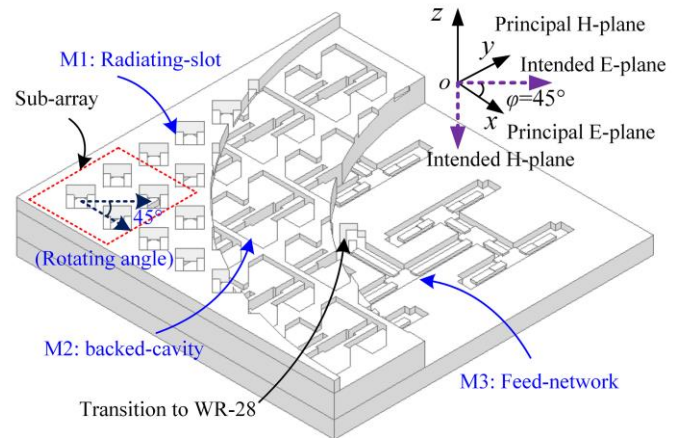 z
Principal H-plane
M1: Radiating-slot
y
Intended E-plane
Sub-array
o
φ=45°
x
Principal E-plane
Intended H-plane
45°
(Rotating angle)
M2: backed-cavity
M3: Feed-network
Transition to WR-28